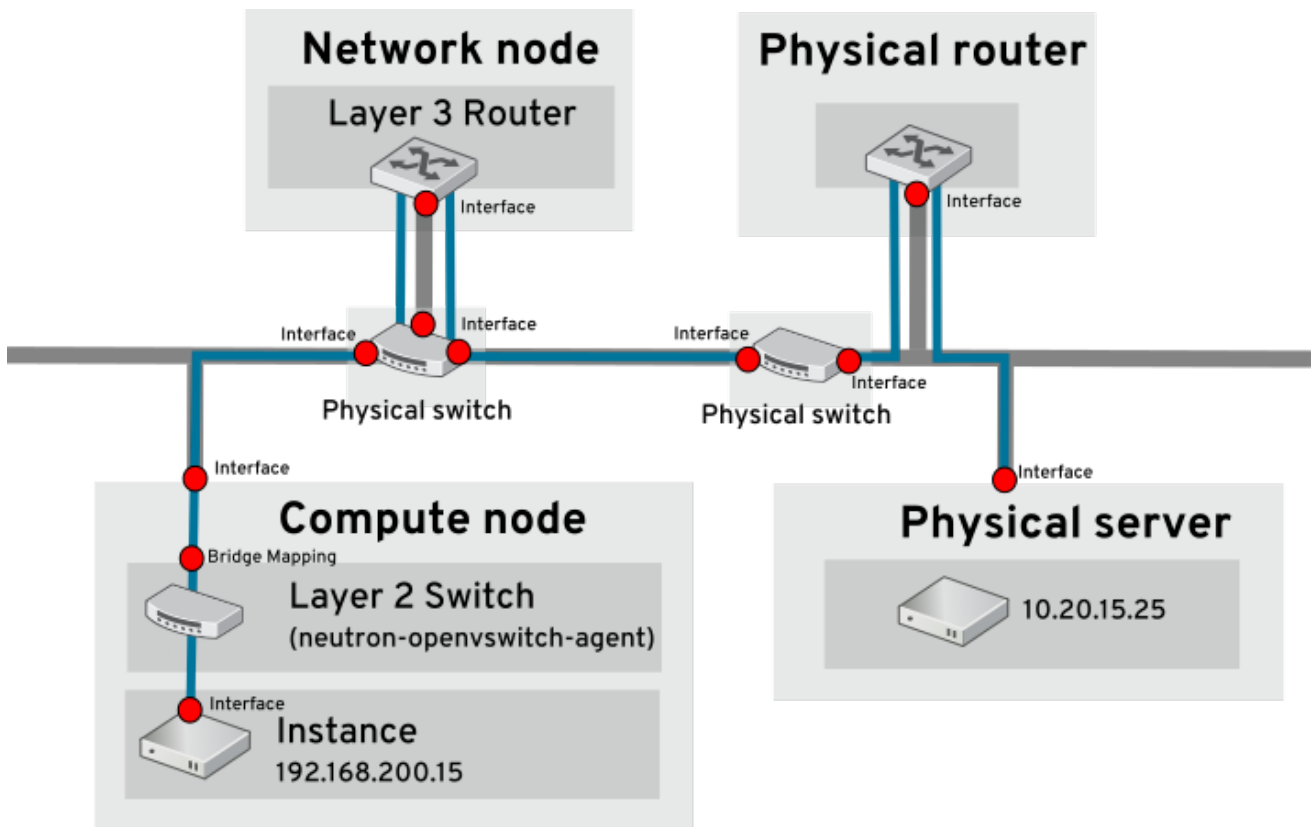 Network node
Layer 3 Router
Interface
Physical router
Interface
Interface
Interface
Physical switch
Interface
Interface
Physical switch
Interface
Compute node
Bridge Mapping
Layer 2 Switch
(neutron-openvswitch-agent)
Interface
Instance
192.168.200.15
Interface
Physical server
10.20.15.25